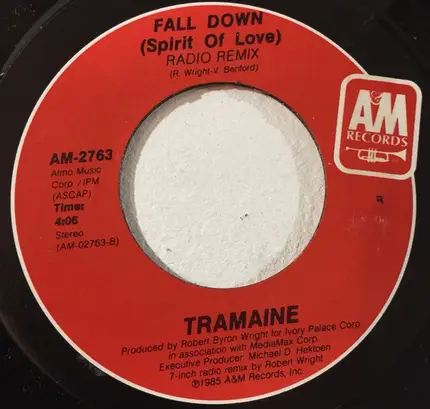 FALL DOWN
(Spirit Of Love)
RADIO REMIX
(R. Wright-V. Benford)
A&M
RECORDS
®
AM-2763
Almo Music
Corp./IPM
(ASCAP)
Time:
4:06
Stereo
(AM-02763-B)
TRAMAINE
Produced by Robert Byron Wright for Ivory Palace Corp.
in association with MediaMax Corp.
Executive Producer: Michael D. Hektoen
7-inch radio remix by Robert Wright
℗1985 A&M Records, Inc.